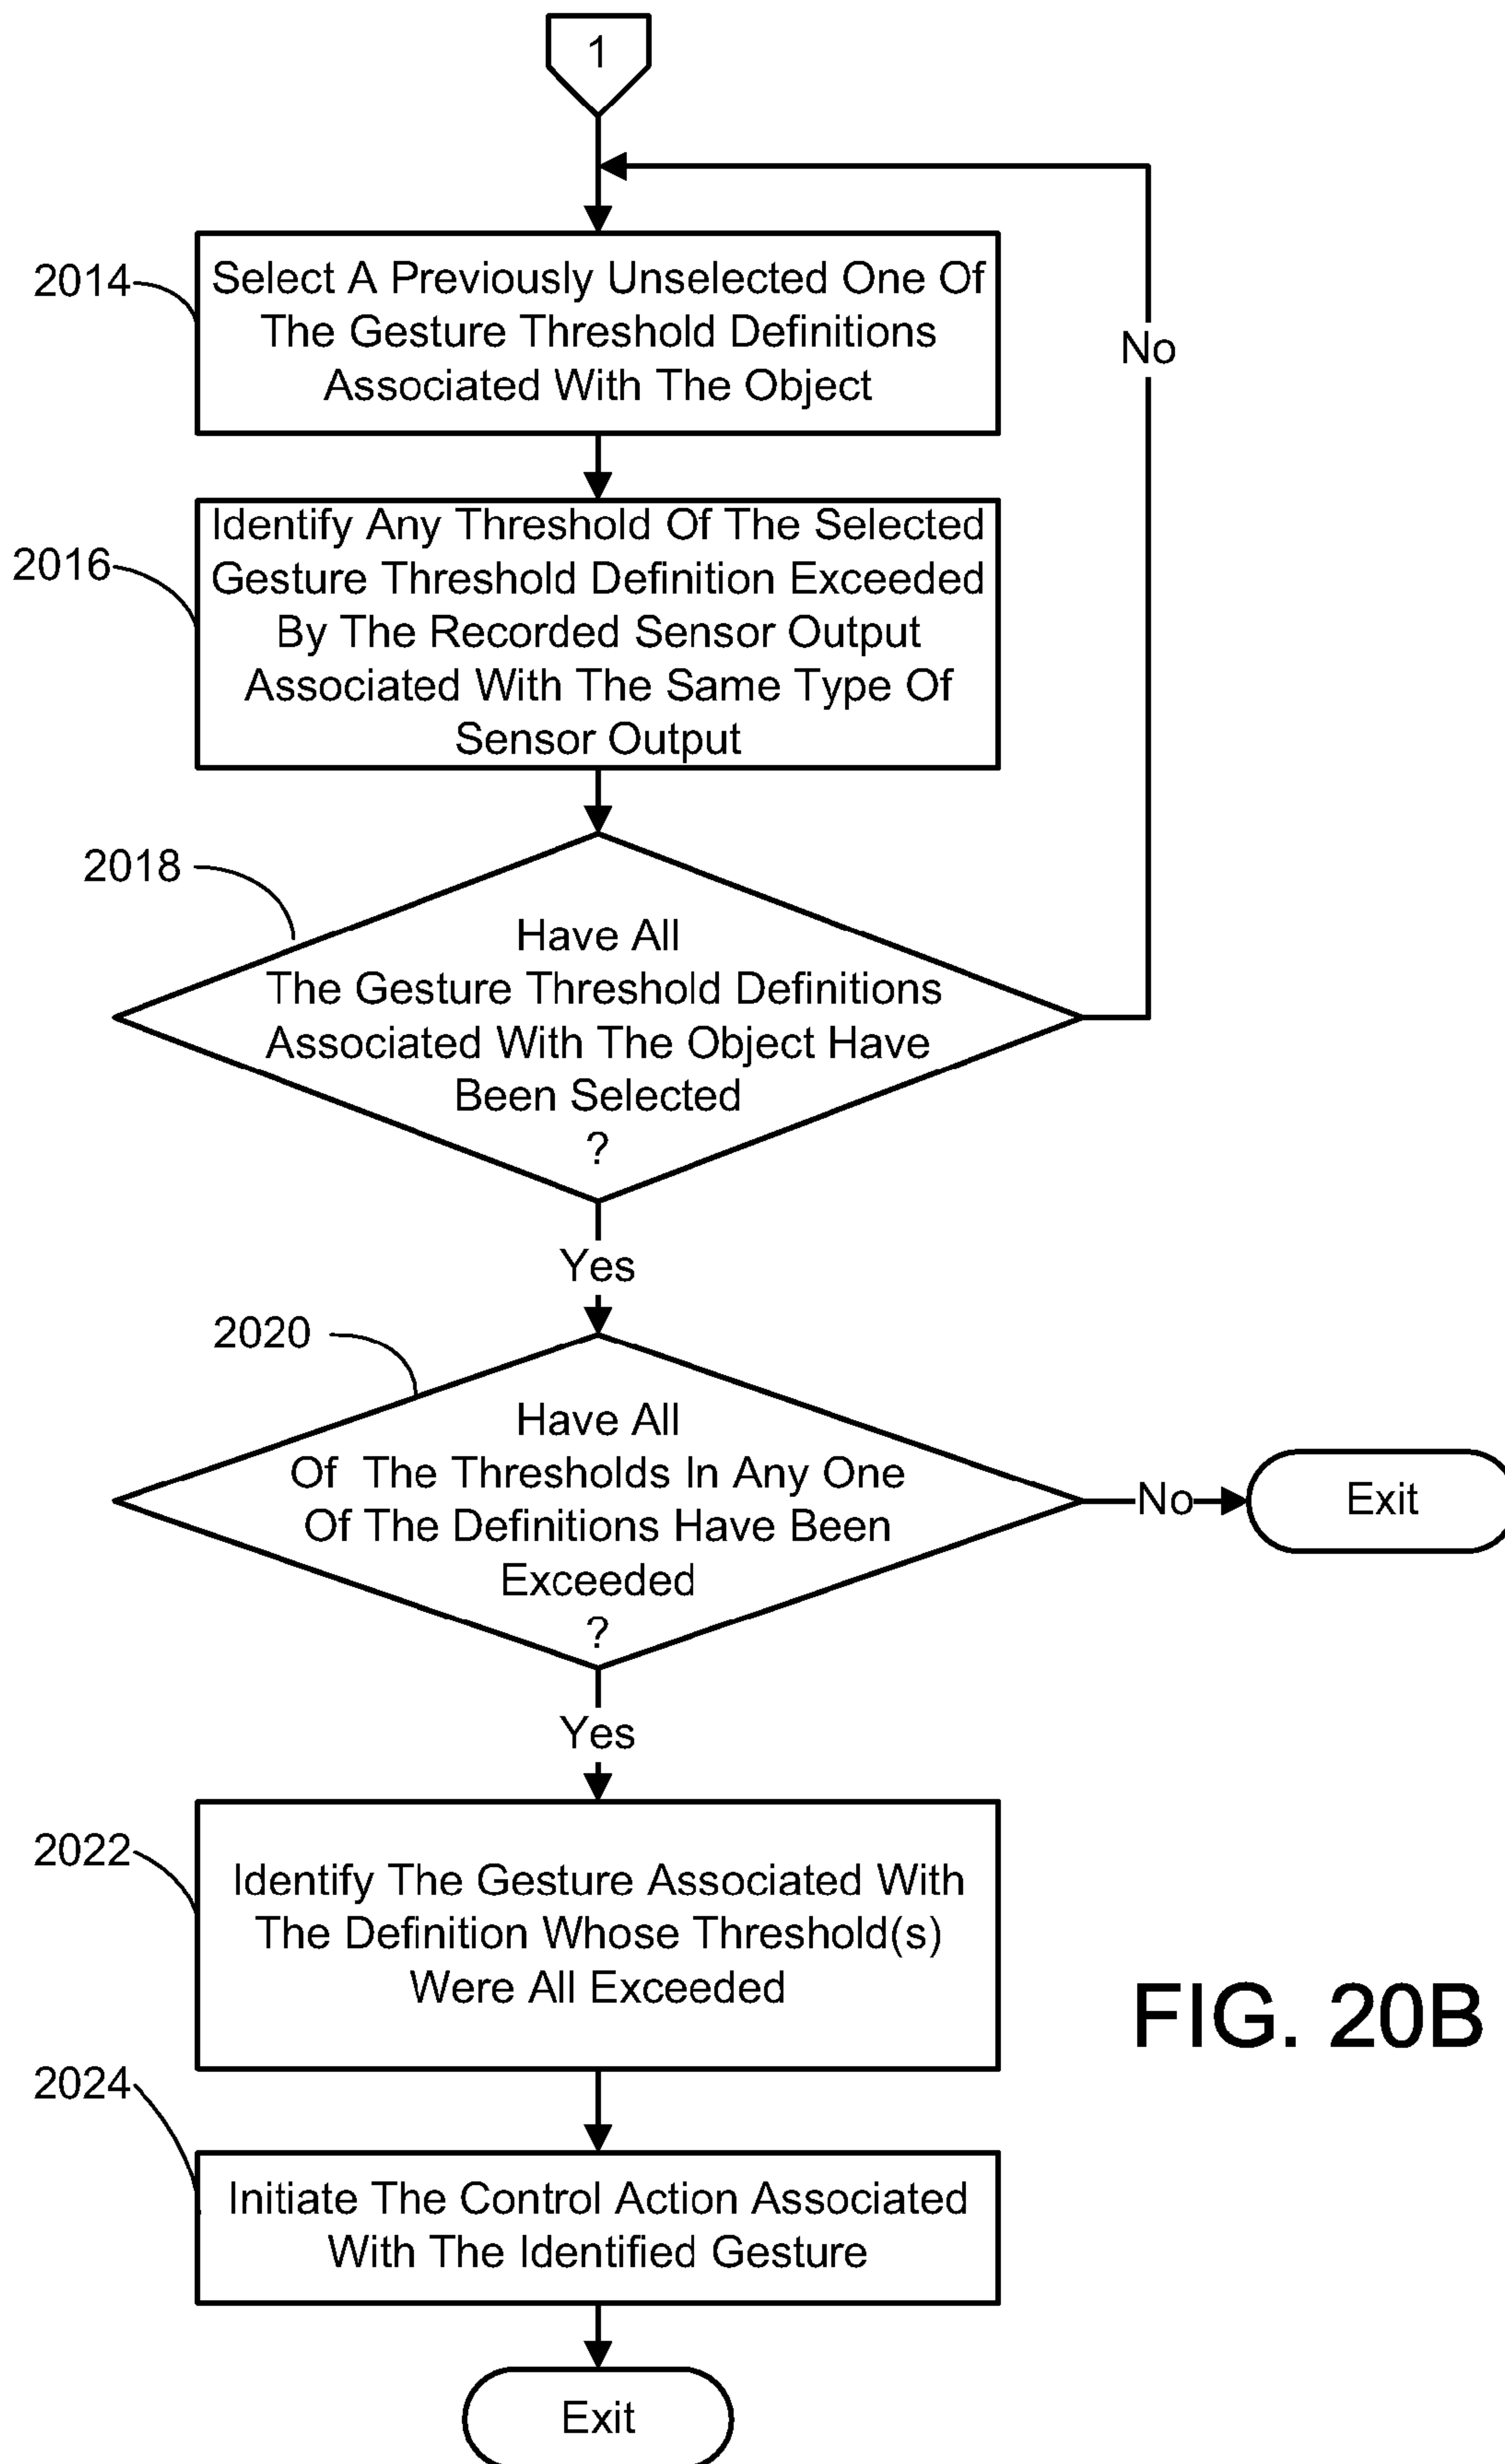 1
2014
Select A Previously Unselected One Of
The Gesture Threshold Definitions
Associated With The Object
No
2016
Identify Any Threshold Of The Selected
Gesture Threshold Definition Exceeded
By The Recorded Sensor Output
Associated With The Same Type Of
Sensor Output
2018
Have All
The Gesture Threshold Definitions
Associated With The Object Have
Been Selected
?
Yes
2020
Have All
Of The Thresholds In Any One
Of The Definitions Have Been
Exceeded
?
No
Exit
Yes
2022
Identify The Gesture Associated With
The Definition Whose Threshold(s)
Were All Exceeded
FIG. 20B
2024
Initiate The Control Action Associated
With The Identified Gesture
Exit